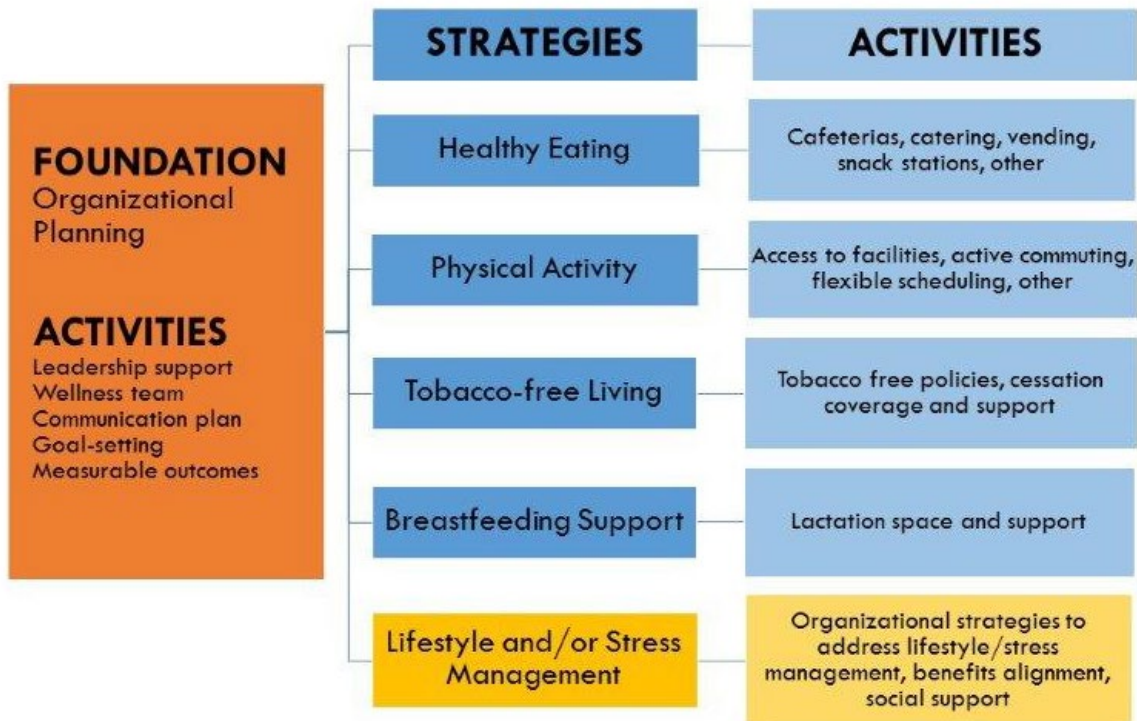 STRATEGIES
ACTIVITIES
FOUNDATION
Organizational
Planning
ACTIVITIES
Leadership support
Wellness team
Communication plan
Goal-setting
Measurable outcomes
Healthy Eating
Cafeterias, catering, vending,
snack stations, other
Physical Activity
Access to facilities, active commuting,
flexible scheduling, other
Tobacco-free Living
Tobacco free policies, cessation
coverage and support
Breastfeeding Support
Lactation space and support
Lifestyle and/or Stress
Management
Organizational strategies to
address lifestyle/stress
management, benefits alignment,
social support